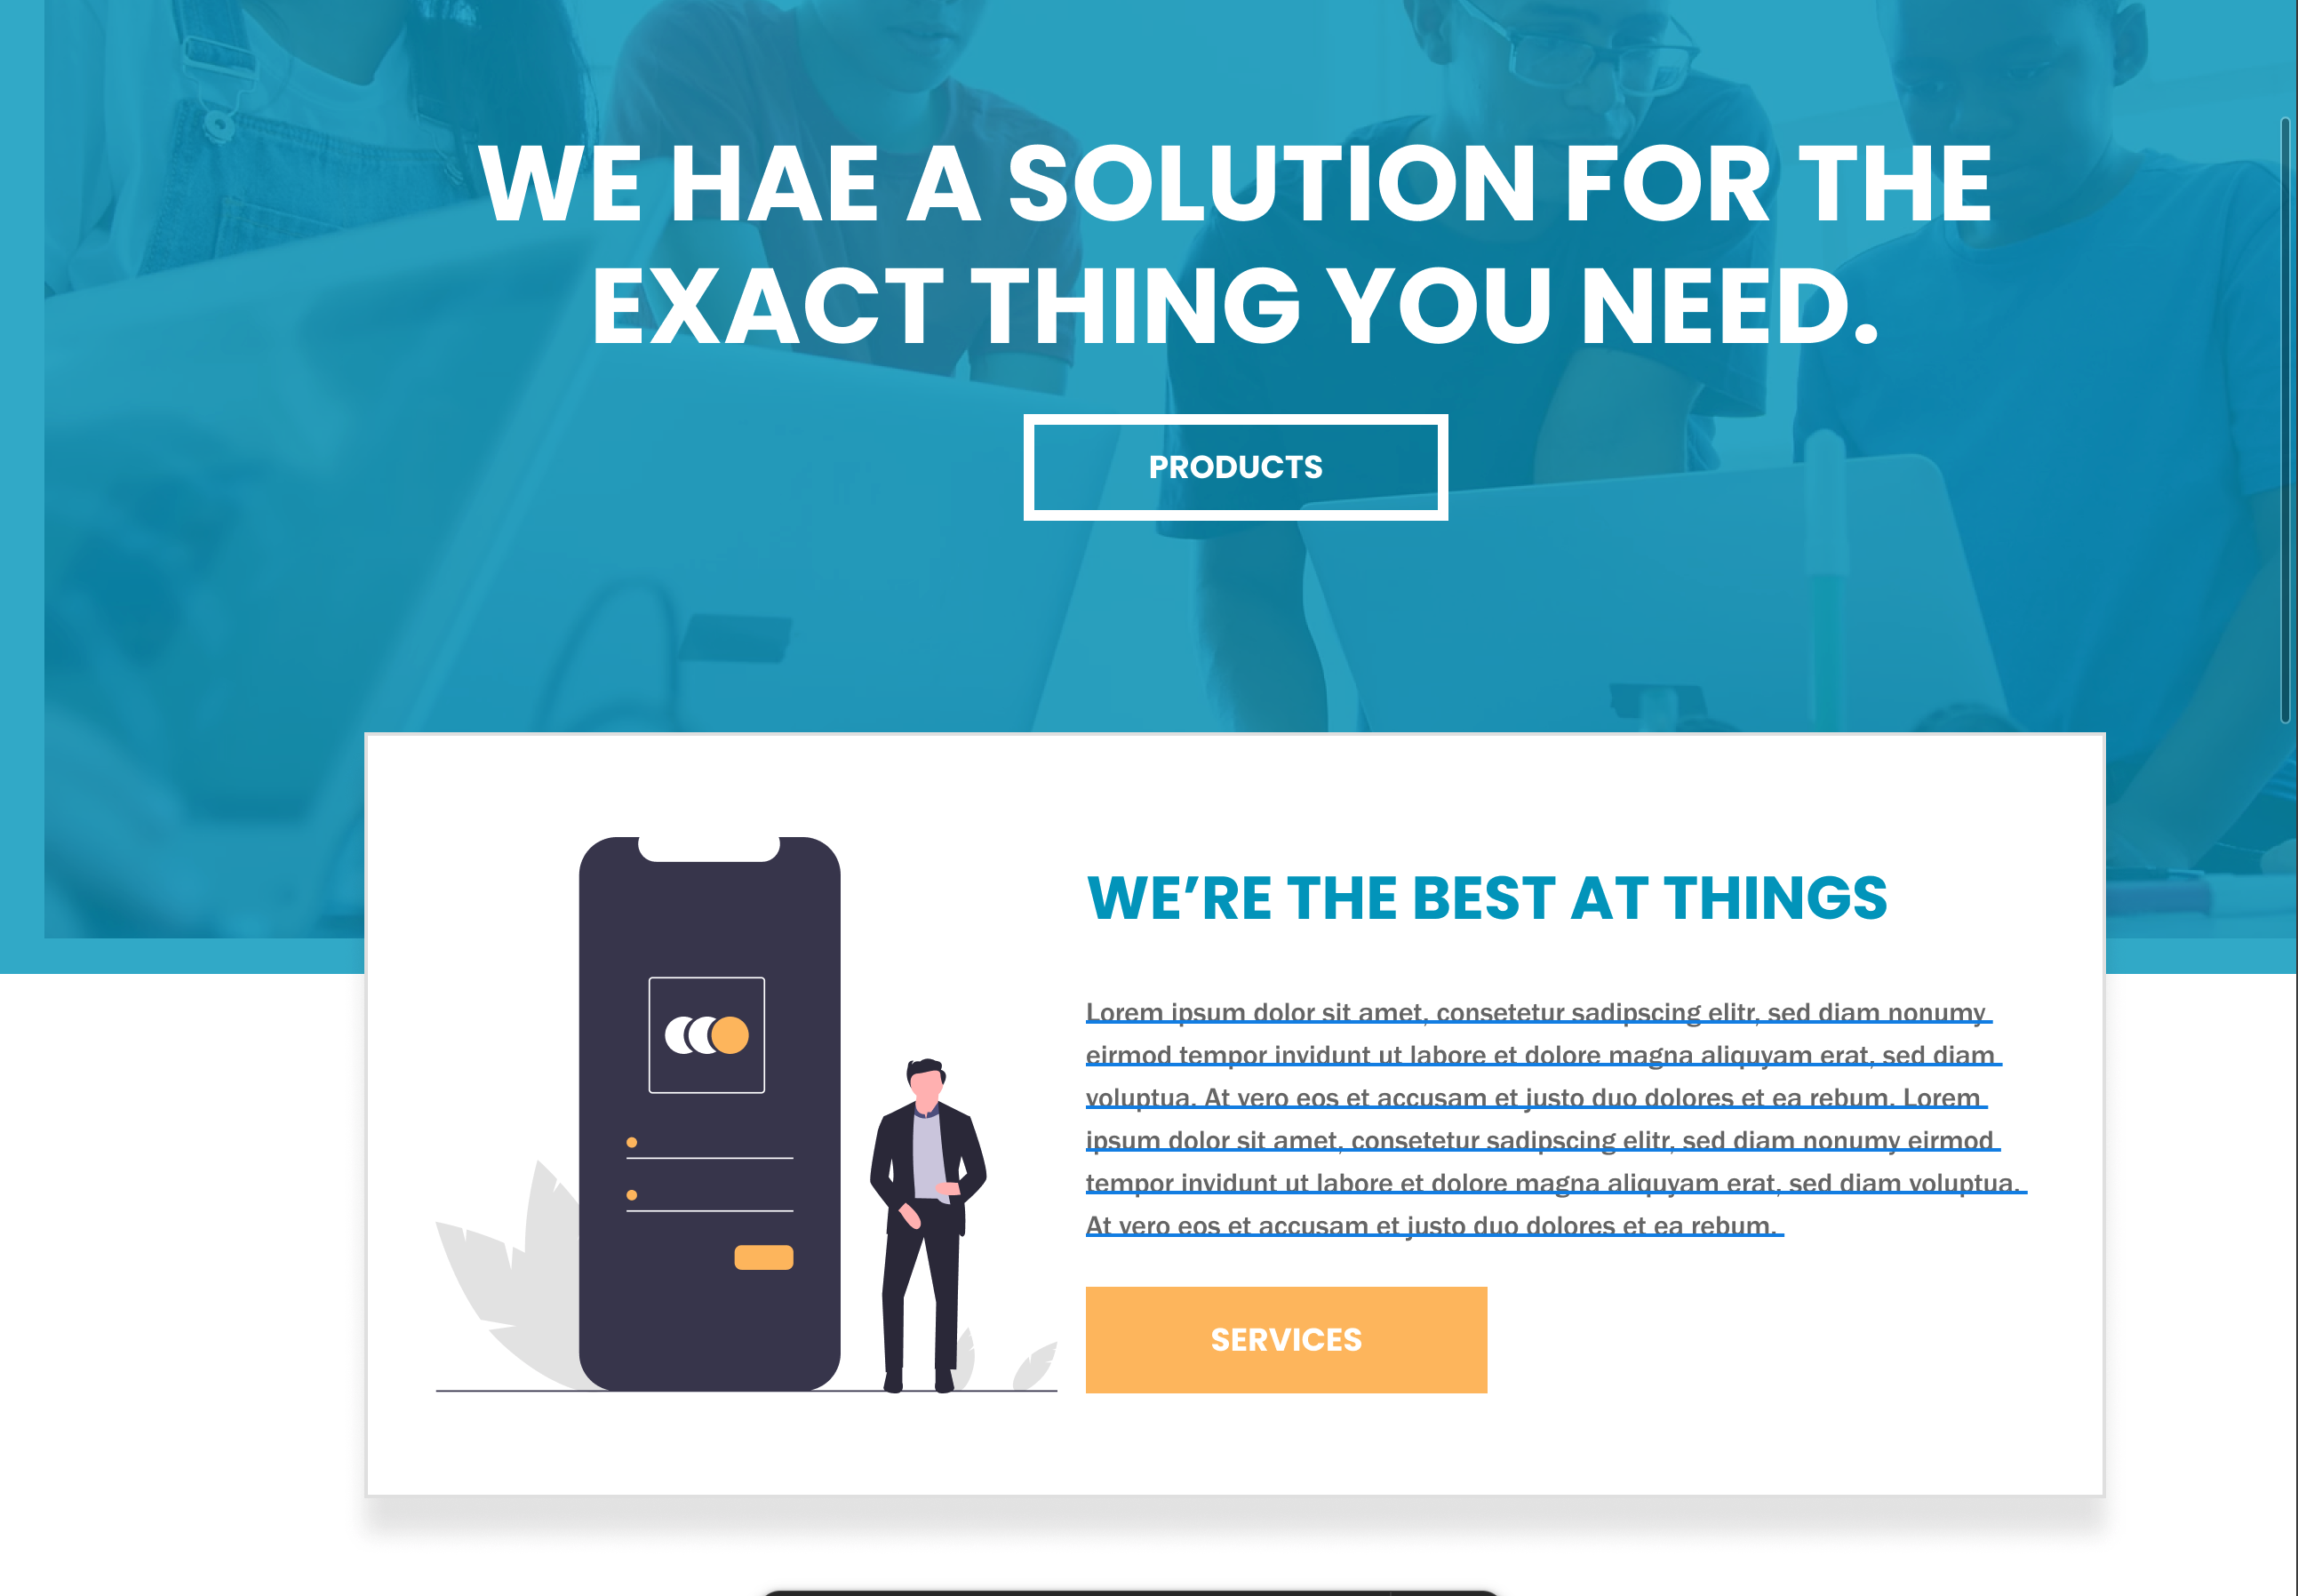 WE HAE A SOLUTION FOR THE
EXACT THING YOU NEED.
PRODUCTS
WE’RE THE BEST AT THINGS
Lorem ipsum dolor sit amet, consetetur sadipscing elitr, sed diam nonumy
eirmod tempor invidunt ut labore et dolore magna aliquyam erat, sed diam
voluptua. At vero eos et accusam et justo duo dolores et ea rebum. Lorem
ipsum dolor sit amet, consetetur sadipscing elitr, sed diam nonumy eirmod
tempor invidunt ut labore et dolore magna aliquyam erat, sed diam voluptua.
At vero eos et accusam et justo duo dolores et ea rebum.
SERVICES